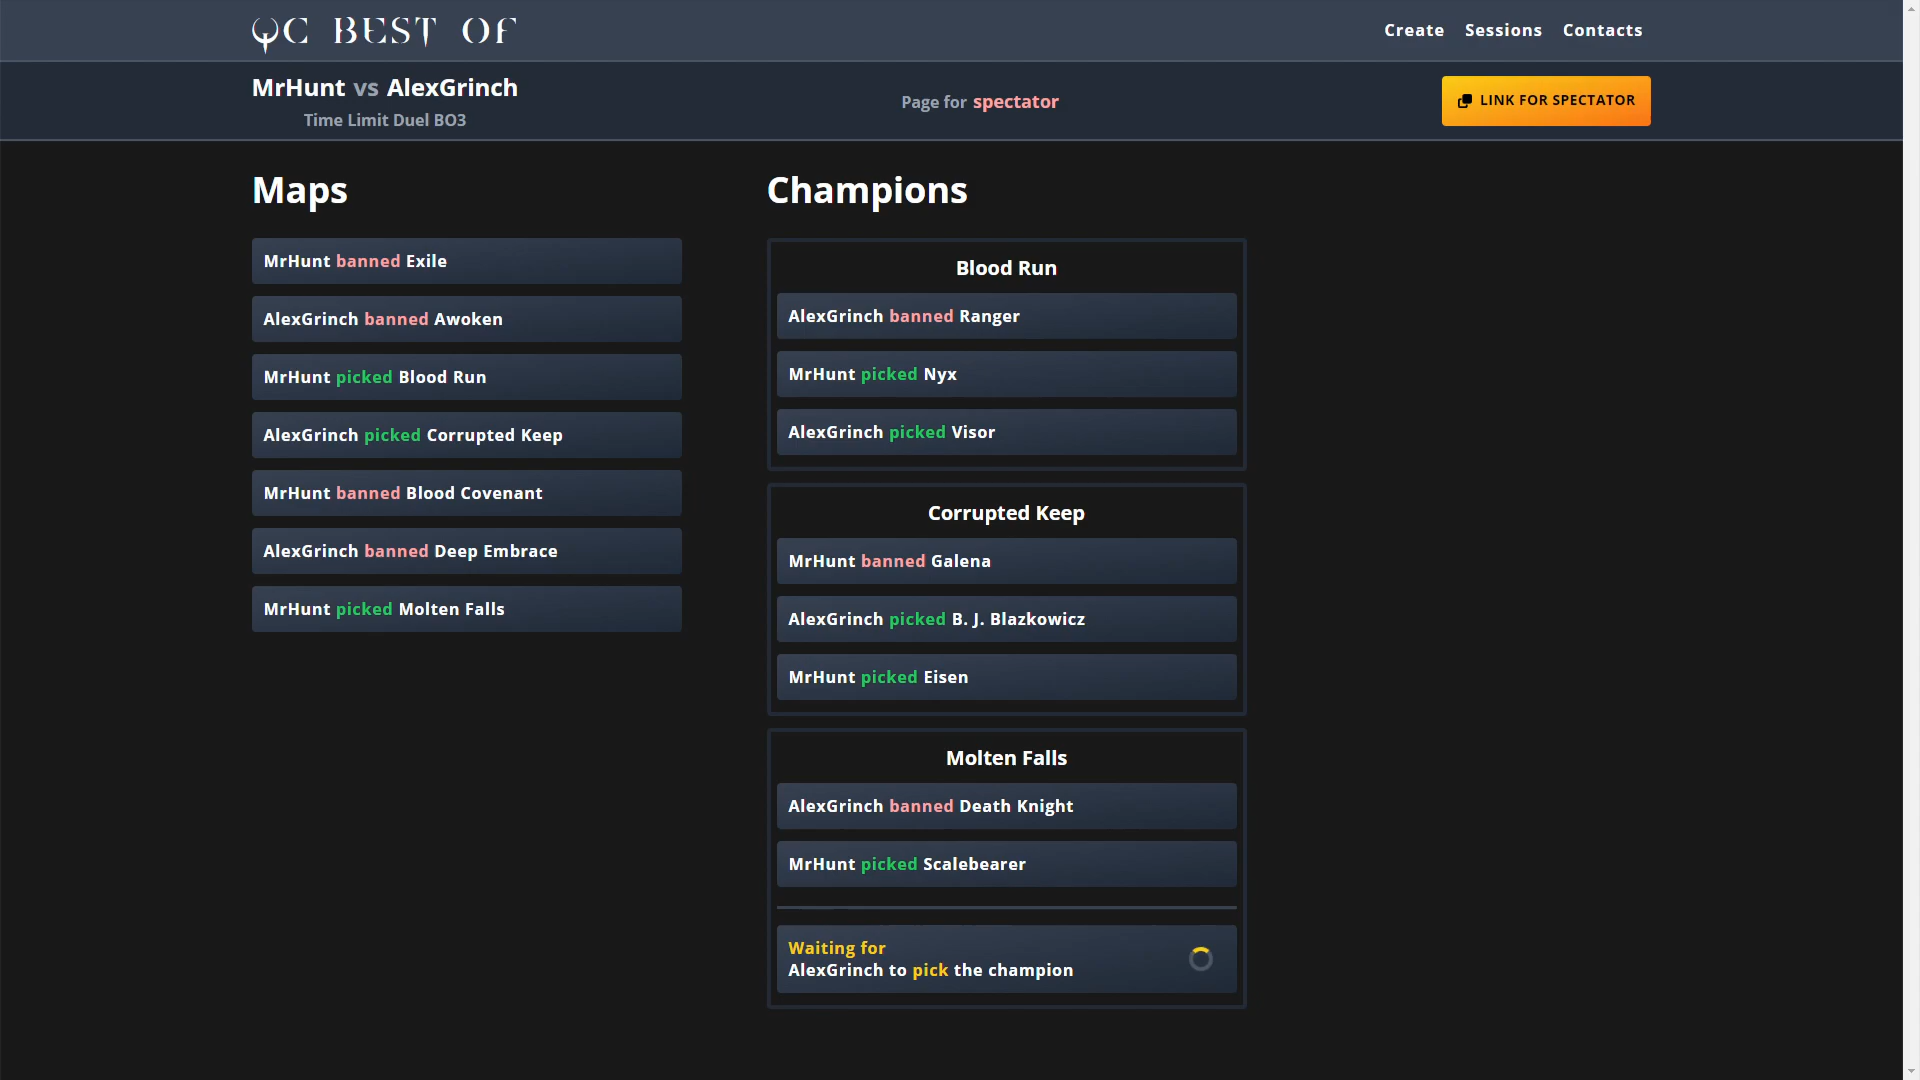 QC BEST OF
Create Sessions Contacts
MrHunt vs AlexGrinch
Time Limit Duel BO3
Page for spectator
LINK FOR SPECTATOR
Maps
MrHunt banned Exile
AlexGrinch banned Awoken
MrHunt picked Blood Run
AlexGrinch picked Corrupted Keep
MrHunt banned Blood Covenant
AlexGrinch banned Deep Embrace
MrHunt picked Molten Falls
Champions
Blood Run
AlexGrinch banned Ranger
MrHunt picked Nyx
AlexGrinch picked Visor
Corrupted Keep
MrHunt banned Galena
AlexGrinch picked B. J. Blazkowicz
MrHunt picked Eisen
Molten Falls
AlexGrinch banned Death Knight
MrHunt picked Scalebearer
Waiting for
AlexGrinch to pick the champion